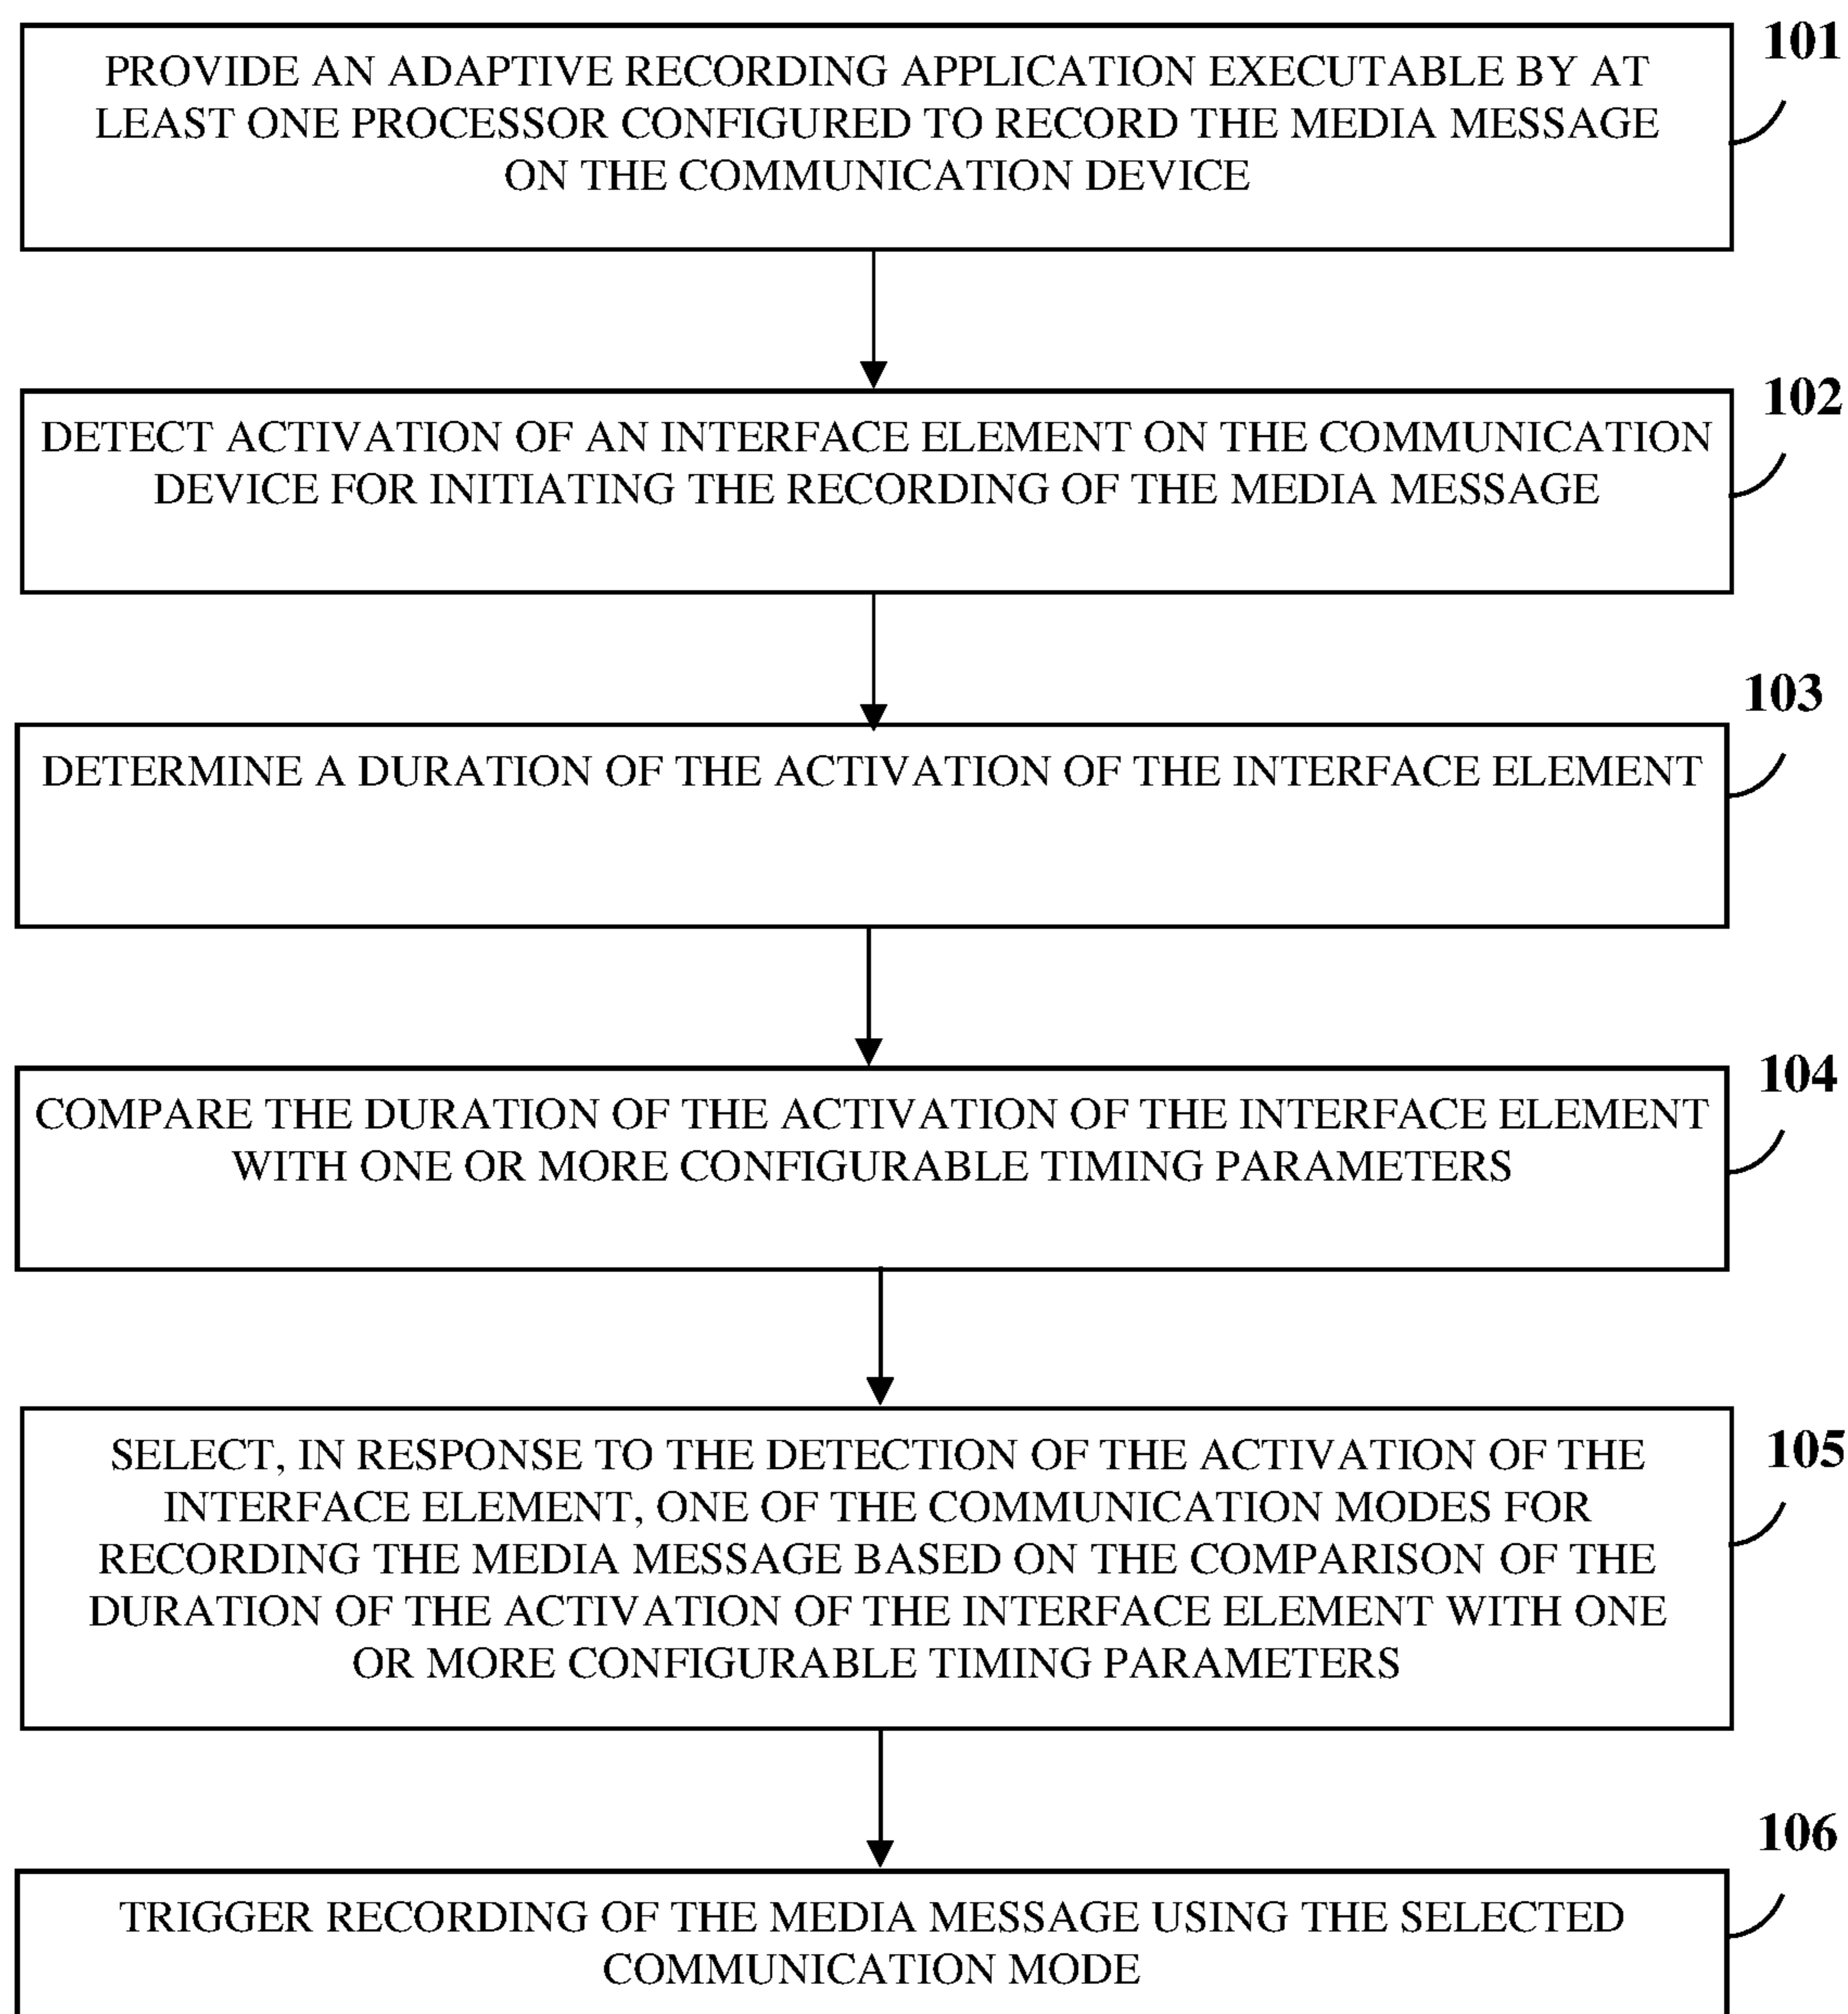 101
PROVIDE AN ADAPTIVE RECORDING APPLICATION EXECUTABLE BY AT
LEAST ONE PROCESSOR CONFIGURED TO RECORD THE MEDIA MESSAGE
ON THE COMMUNICATION DEVICE
102
DETECT ACTIVATION OF AN INTERFACE ELEMENT ON THE COMMUNICATION
DEVICE FOR INITIATING THE RECORDING OF THE MEDIA MESSAGE
103
DETERMINE A DURATION OF THE ACTIVATION OF THE INTERFACE ELEMENT
104
COMPARE THE DURATION OF THE ACTIVATION OF THE INTERFACE ELEMENT
WITH ONE OR MORE CONFIGURABLE TIMING PARAMETERS
105
SELECT, IN RESPONSE TO THE DETECTION OF THE ACTIVATION OF THE
INTERFACE ELEMENT, ONE OF THE COMMUNICATION MODES FOR
RECORDING THE MEDIA MESSAGE BASED ON THE COMPARISON OF THE
DURATION OF THE ACTIVATION OF THE INTERFACE ELEMENT WITH ONE
OR MORE CONFIGURABLE TIMING PARAMETERS
106
TRIGGER RECORDING OF THE MEDIA MESSAGE USING THE SELECTED
COMMUNICATION MODE